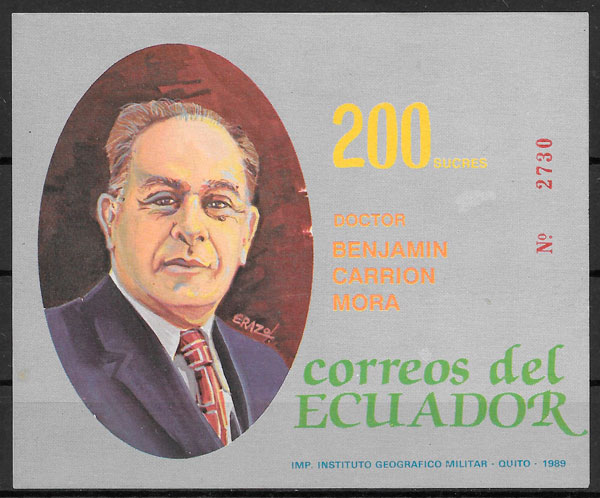 200 SUCRES
DOCTOR
BENJAMIN
CARRION
MORA
Nº 2730
ERAZO!
correos del
ECUADOR
IMP. INSTITUTO GEOGRAFICO MILITAR - QUITO - 1989